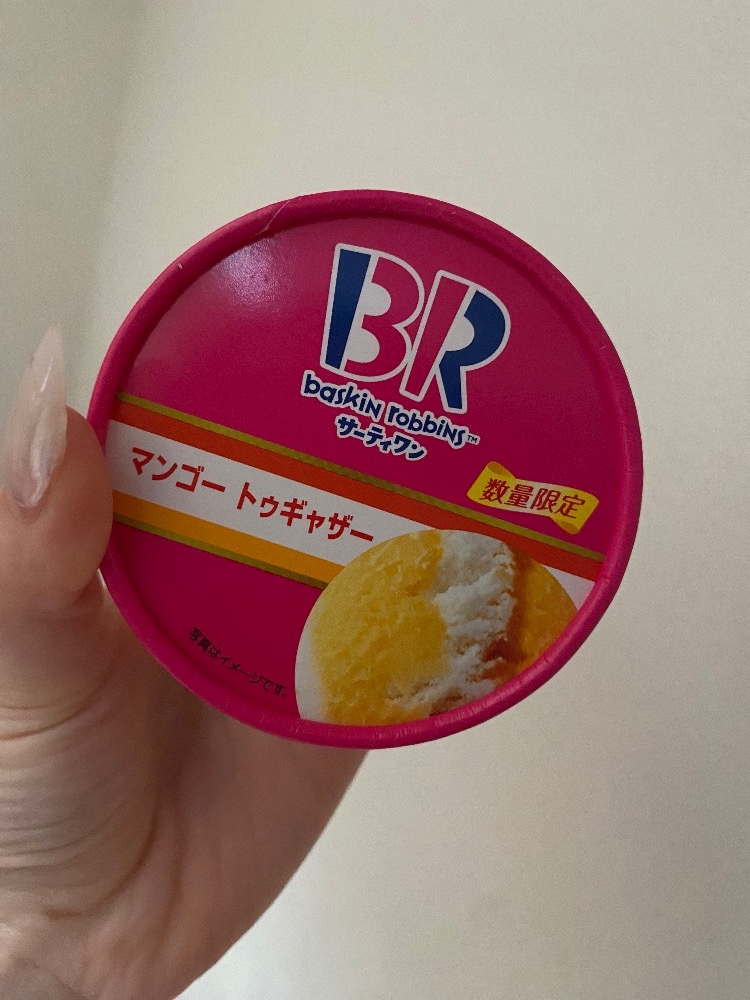 BR
baskin robbins™
サーティワン
数量限定
マンゴー トゥギャザー
写真はイメージです。